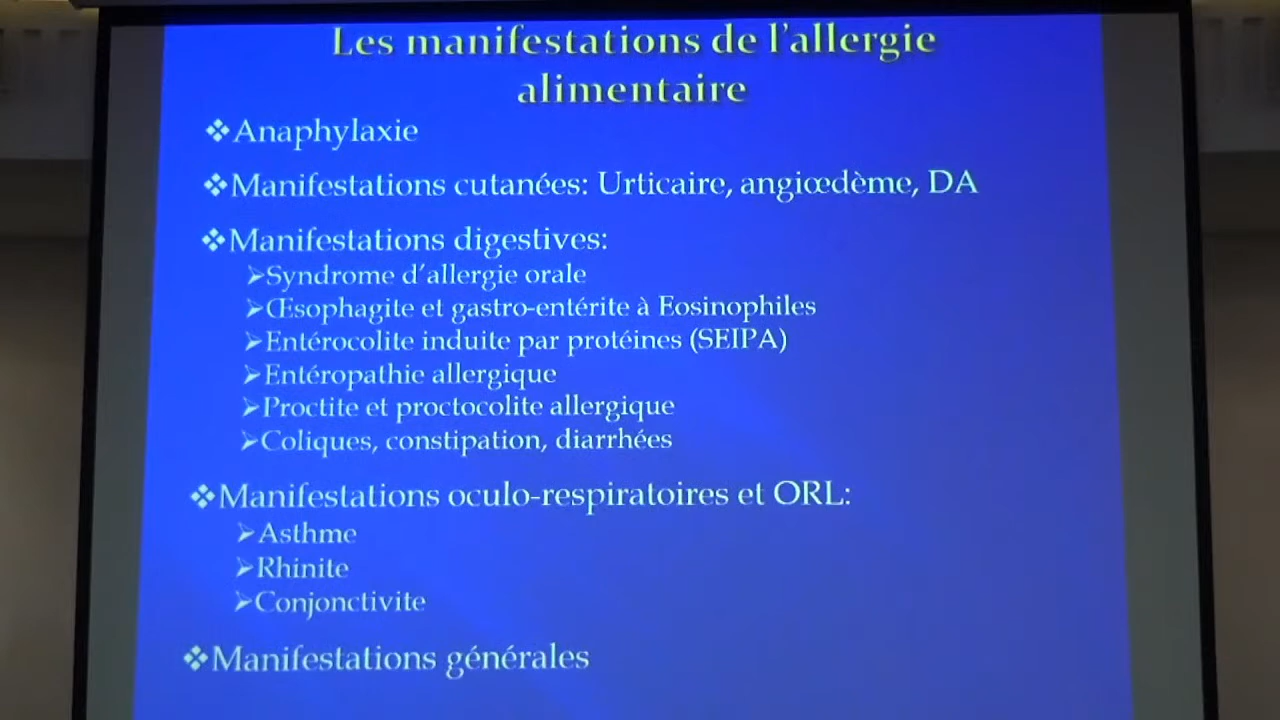 Les manifestations de l'allergie
alimentaire
❖Anaphylaxie
❖Manifestations cutanées: Urticaire, angiœdème, DA
❖Manifestations digestives:
➢Syndrome d'allergie orale
➢Œsophagite et gastro-entérite à Eosinophiles
➢Entérocolite induite par protéines (SEIPA)
➢Entéropathie allergique
➢Proctite et proctocolite allergique
➢Coliques, constipation, diarrhées
❖Manifestations oculo-respiratoires et ORL:
➢Asthme
➢Rhinite
➢Conjonctivite
❖Manifestations générales